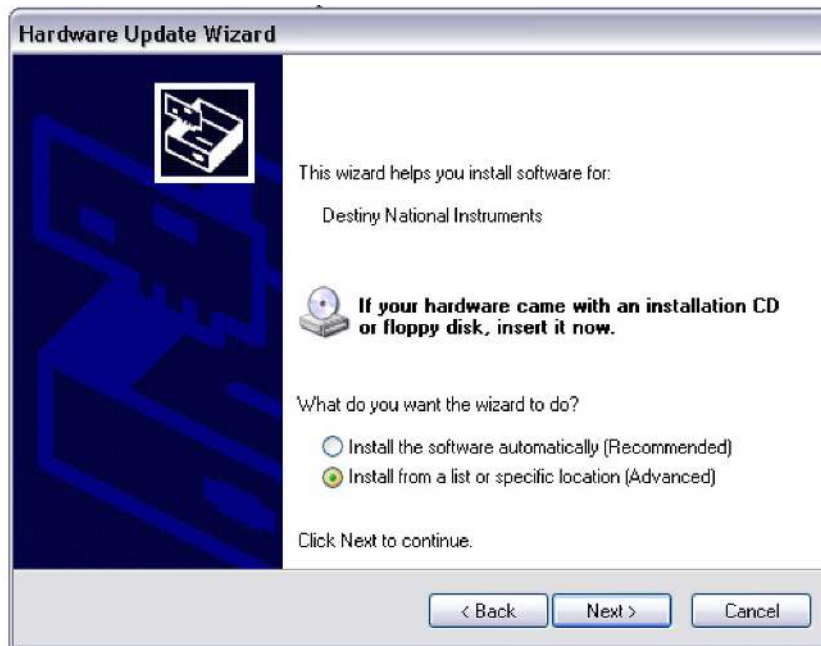 Hardware Update Wizard
This wizard helps you install software for:
Destiny National Instruments
If your hardware came with an installation CD
or floppy disk, insert it now.
What do you want the wizard to do?
Install the software automatically (Recommended)
Install from a list or specific location (Advanced)
Click Next to continue.
< Back Next > Cancel